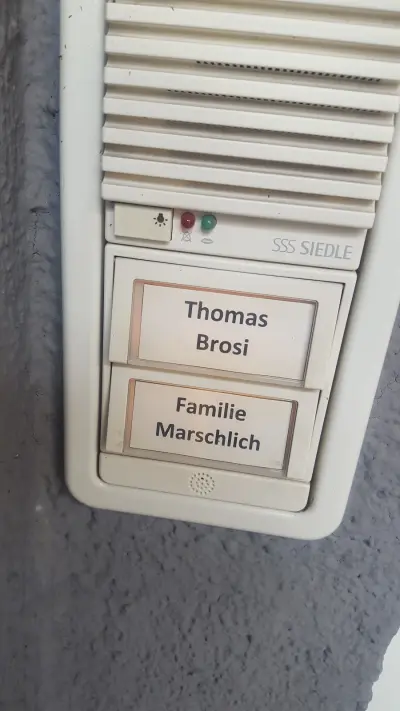 SSS SIEDLE
Thomas
Brosi
Familie
Marschlich